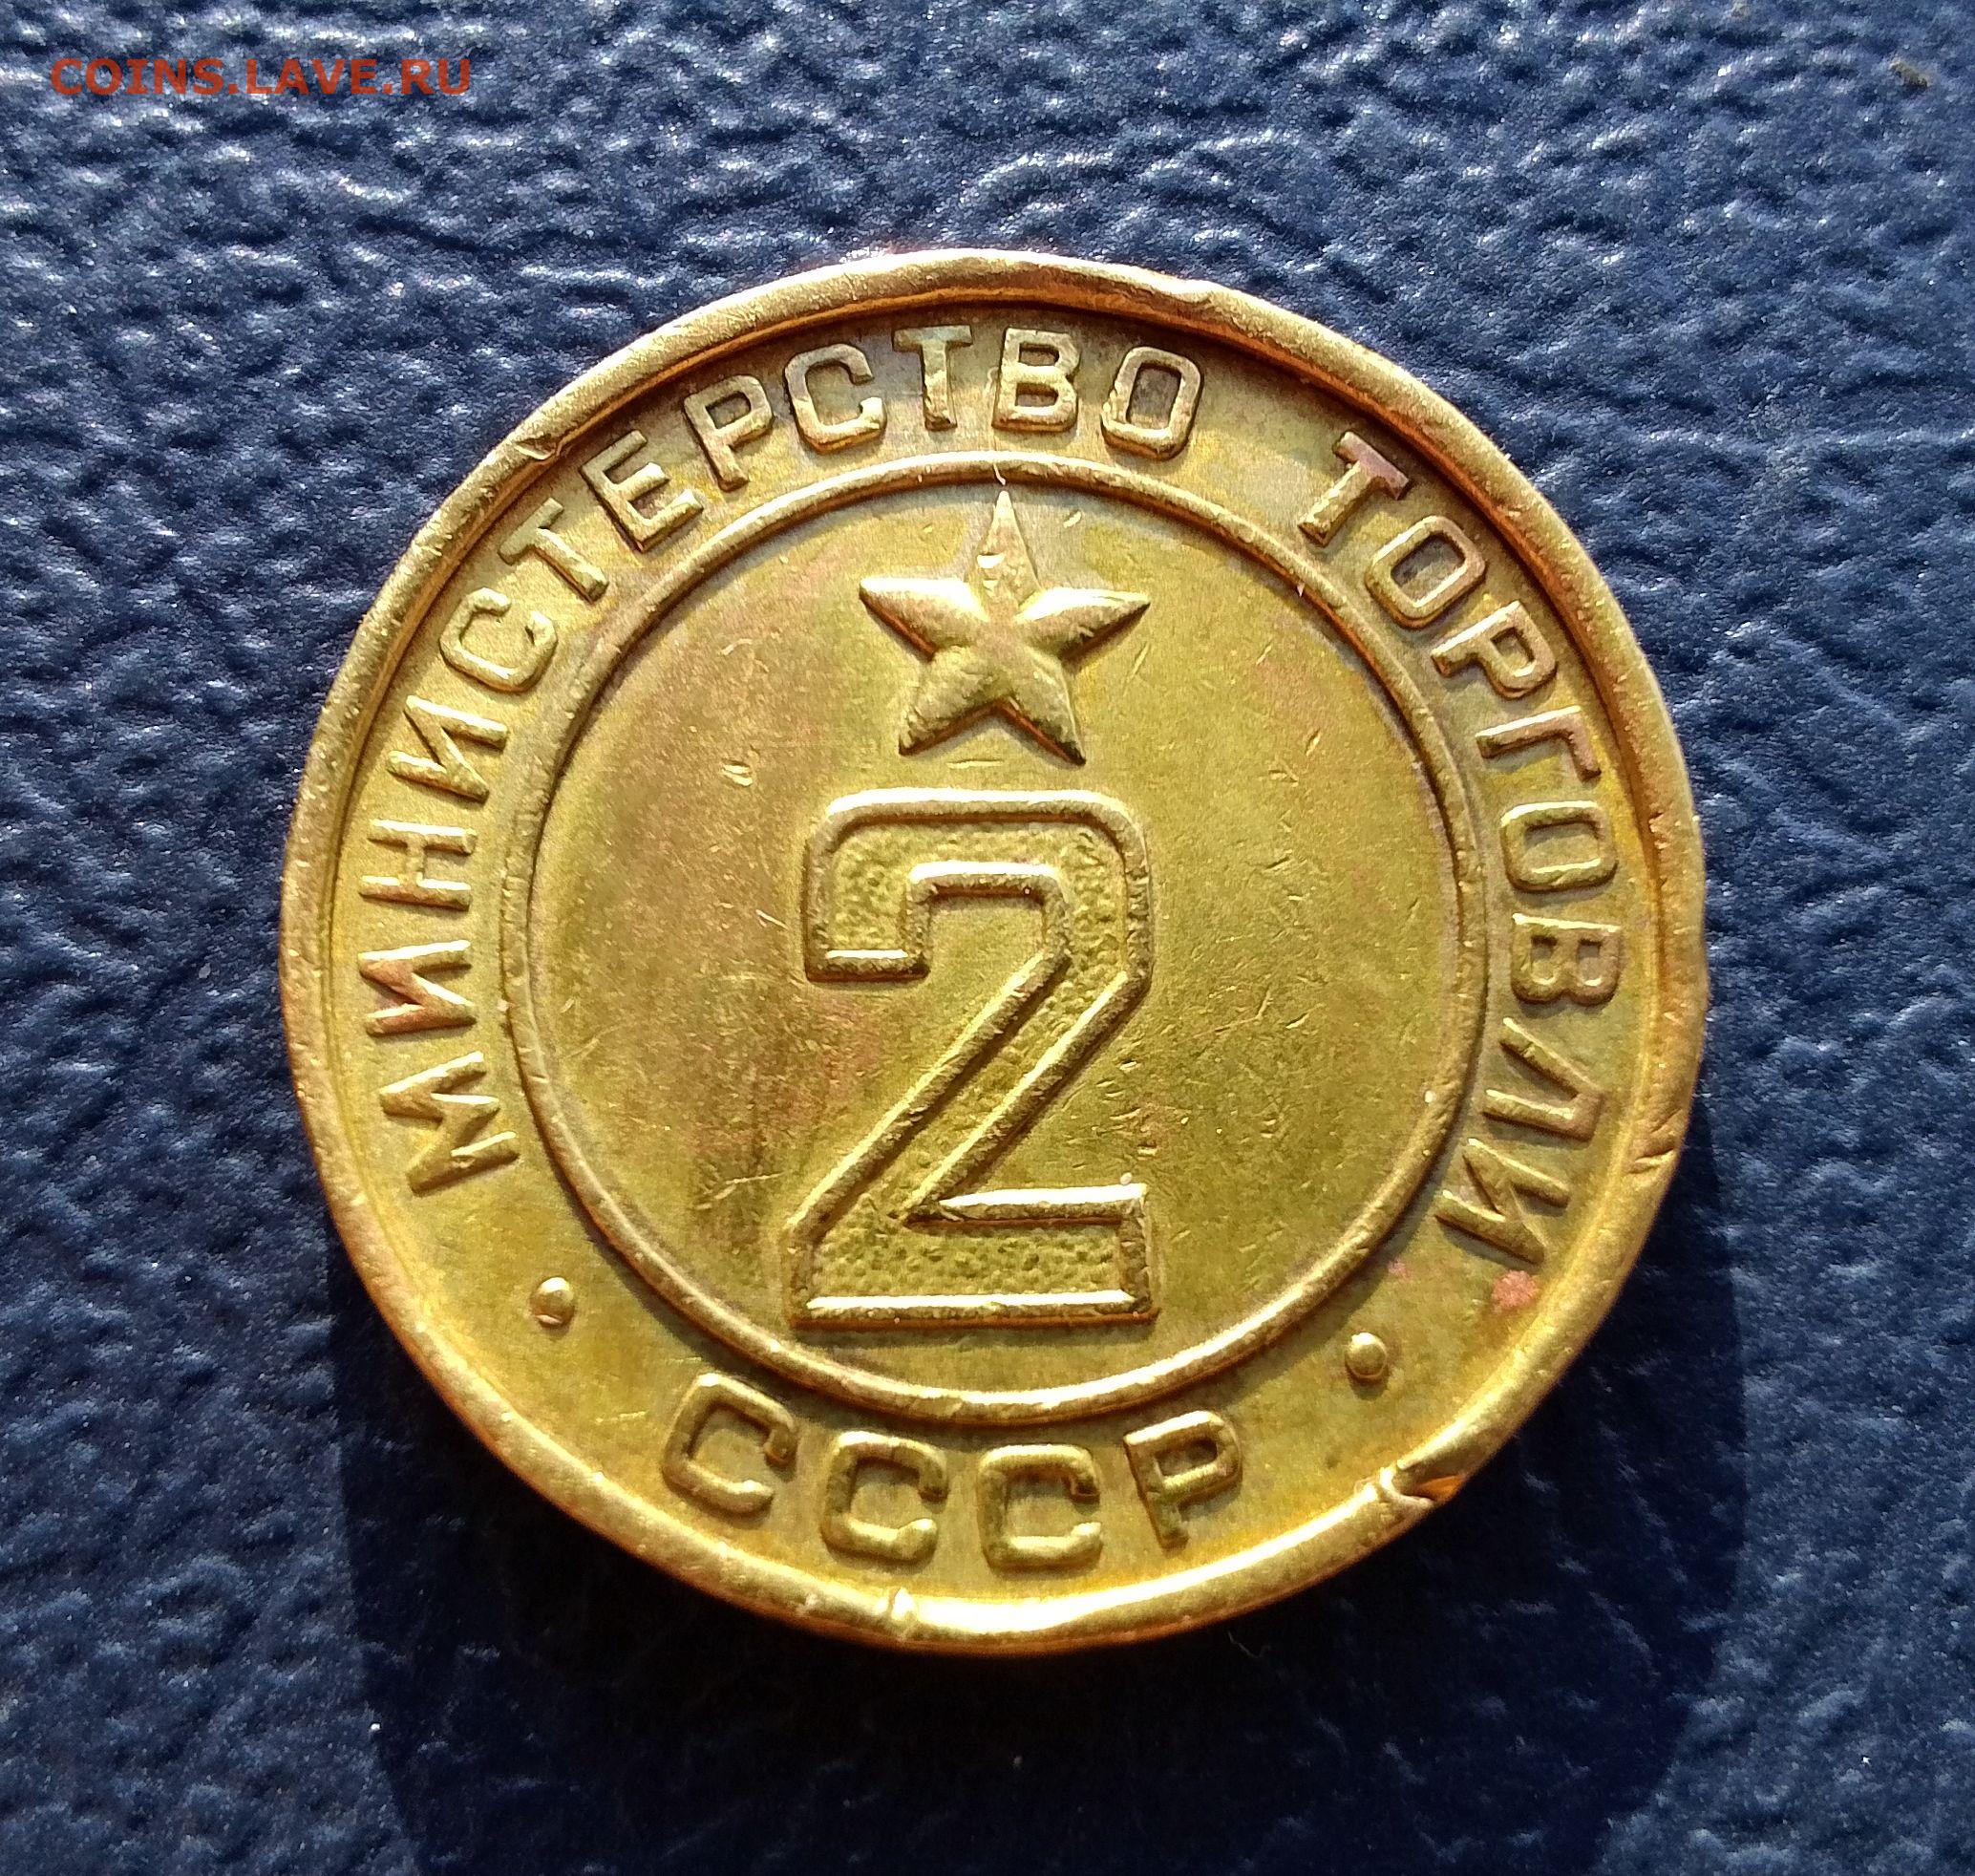 COINS.LAVE.RU
МИНИСТЕРСТВО ТОРГОВЛИ
2
· СССР ·